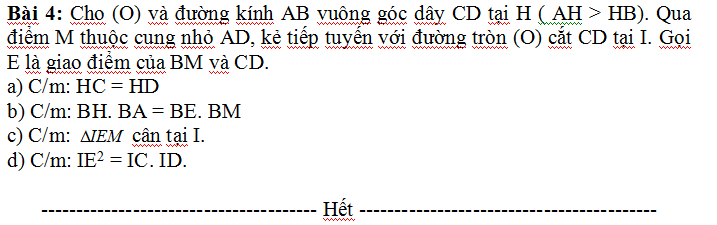 Bài 4: Cho (O) và đường kính AB vuông góc dây CD tại H ( AH > HB). Qua
điểm M thuộc cung nhỏ AD, kẻ tiếp tuyến với đường tròn (O) cắt CD tại I. Gọi
E là giao điểm của BM và CD.
a) C/m: HC = HD
b) C/m: BH. BA = BE. BM
c) C/m: ΔIEM cân tại I.
d) C/m: IE² = IC. ID.
--------------------------------------- Hết ------------------------------------------